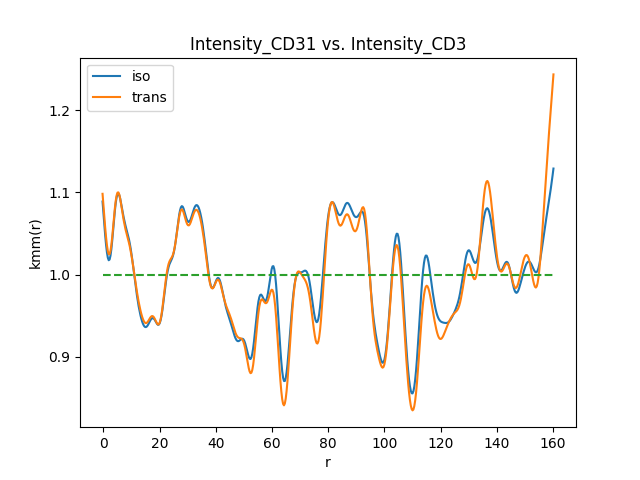 Intensity_CD31 vs. Intensity_CD3
iso
trans
1.2
1.1
1.0
0.9
kmm(r)
0 20 40 60 80 100 120 140 160
r